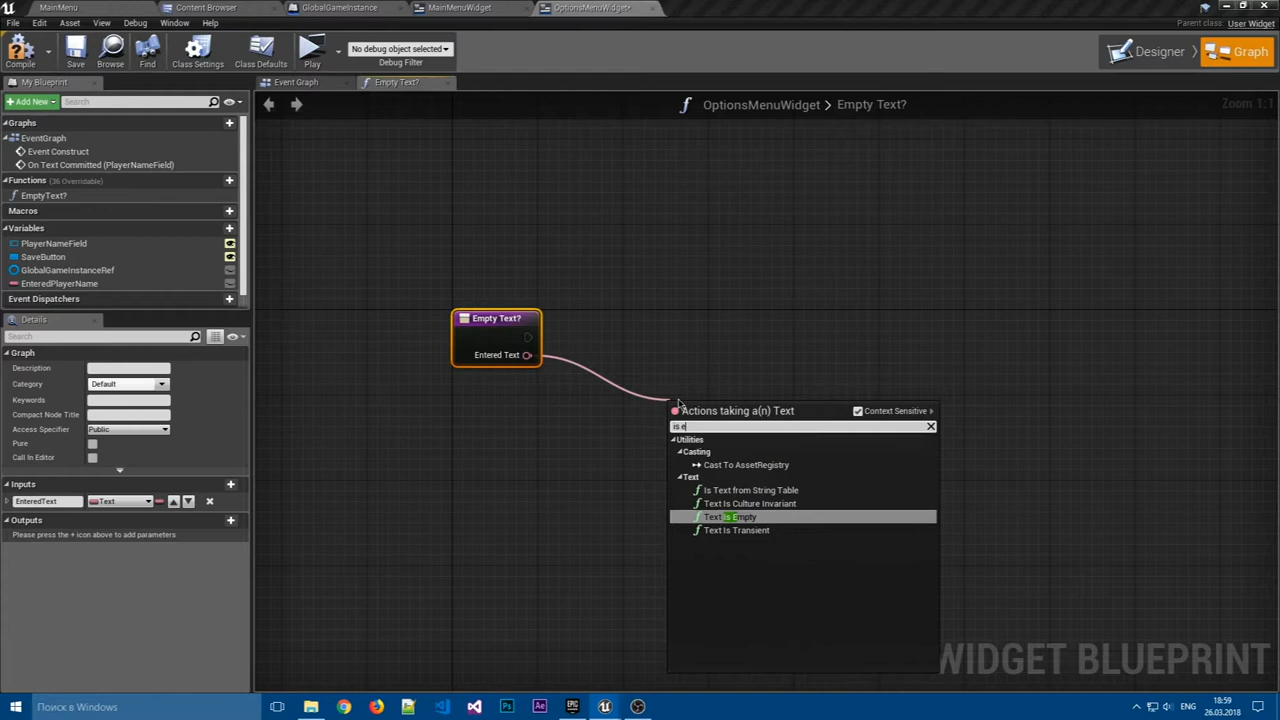 MainMenu
Content Browser
GlobalGameInstance
MainMenuWidget
OptionsMenuWidget*
File Edit Asset View Debug Window Help
Parent class: User Widget
Compile
Save
Browse
Find
Class Settings
Class Defaults
Play
No debug object selected
Debug Filter
Designer
Graph
My Blueprint
Event Graph
Empty Text?
Add New
Search
OptionsMenuWidget > Empty Text?
Zoom 1:1
Graphs
EventGraph
Event Construct
On Text Committed (PlayerNameField)
Functions (36 Overridable)
EmptyText?
Macros
Variables
PlayerNameField
SaveButton
GlobalGameInstanceRef
EnteredPlayerName
Event Dispatchers
Details
Search
Graph
Description
Category Default
Keywords
Compact Node Title
Access Specifier Public
Pure
Call In Editor
Inputs
EnteredText Text
Outputs
Please press the + icon above to add parameters
Empty Text?
Entered Text
Actions taking a(n) Text
Context Sensitive
is e
Utilities
Casting
Cast To AssetRegistry
Text
Is Text from String Table
Text Is Culture Invariant
Text Is Empty
Text Is Transient
WIDGET BLUEPRINT
Поиск в Windows
18:59
26.03.2018